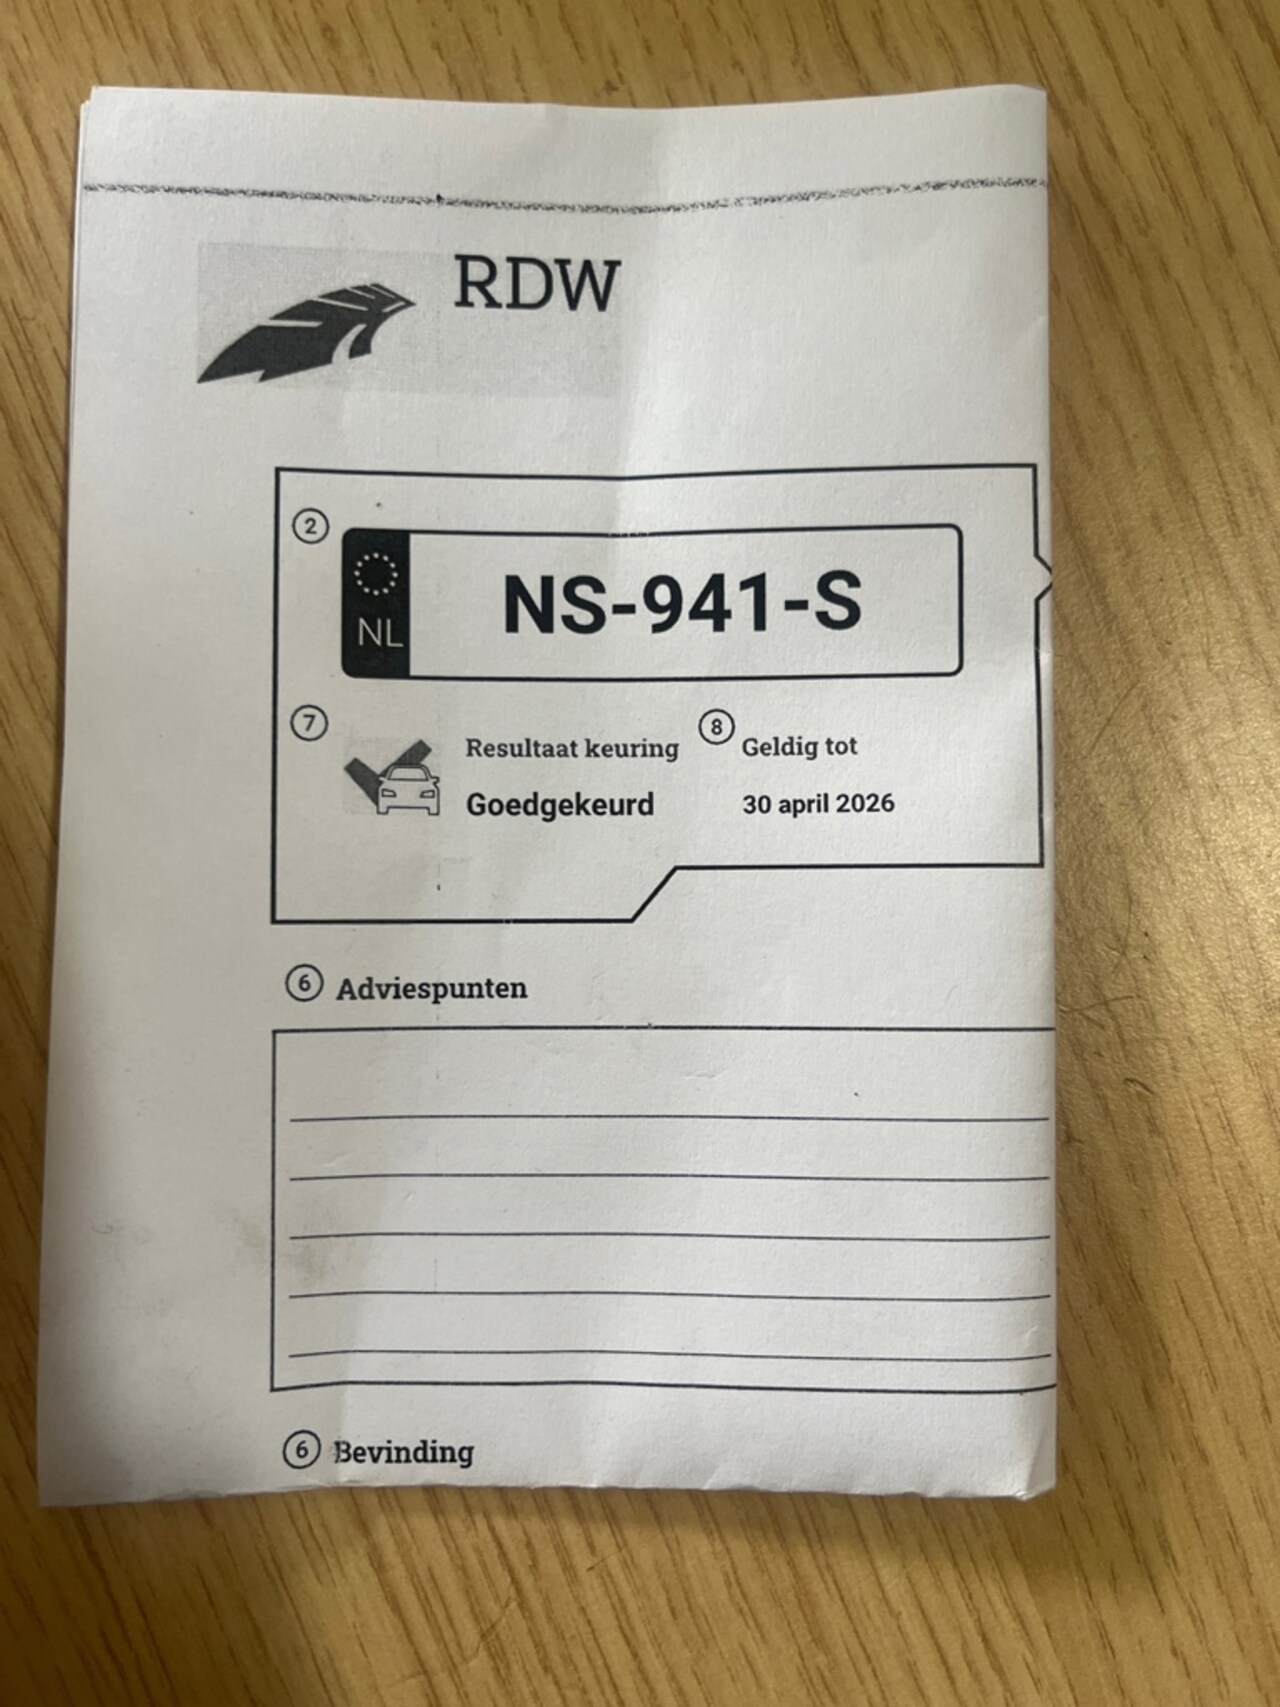 RDW
2
NL
NS-941-S
7
Resultaat keuring
8
Geldig tot
Goedgekeurd
30 april 2026
6 Adviespunten
6 Bevinding